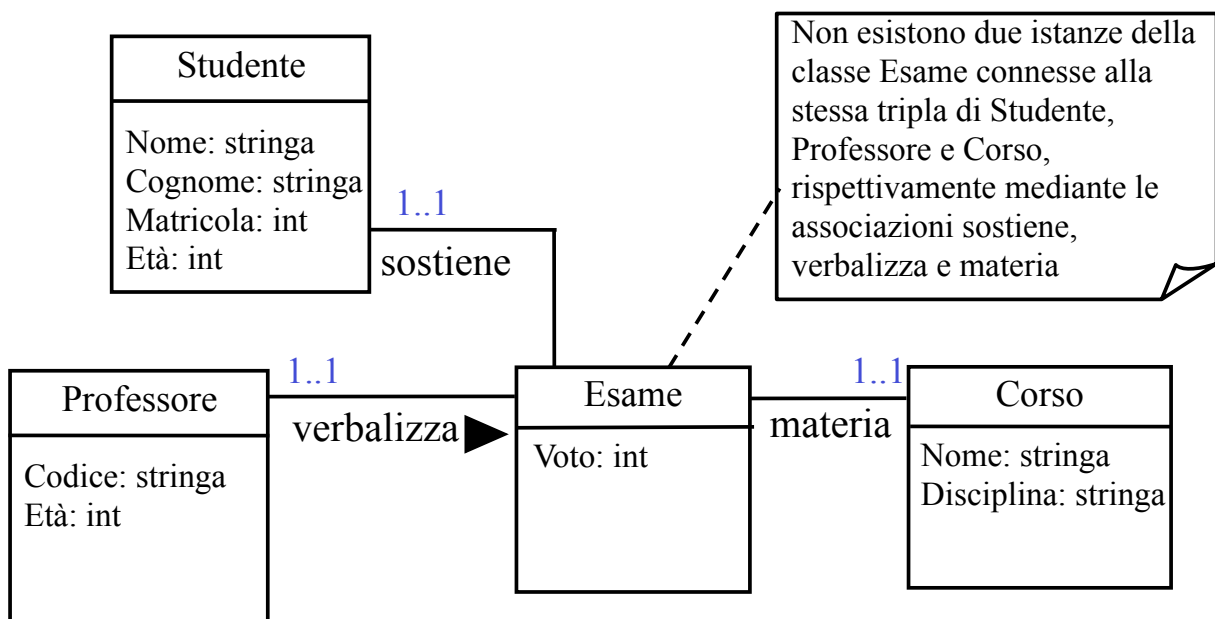 Studente
Nome: stringa
Cognome: stringa
Matricola: int
Età: int
1..1
sostiene
Non esistono due istanze della
classe Esame connesse alla
stessa tripla di Studente,
Professore e Corso,
rispettivamente mediante le
associazioni sostiene,
verbalizza e materia
Professore
Codice: stringa
Età: int
1..1
verbalizza
Esame
Voto: int
1..1
materia
Corso
Nome: stringa
Disciplina: stringa